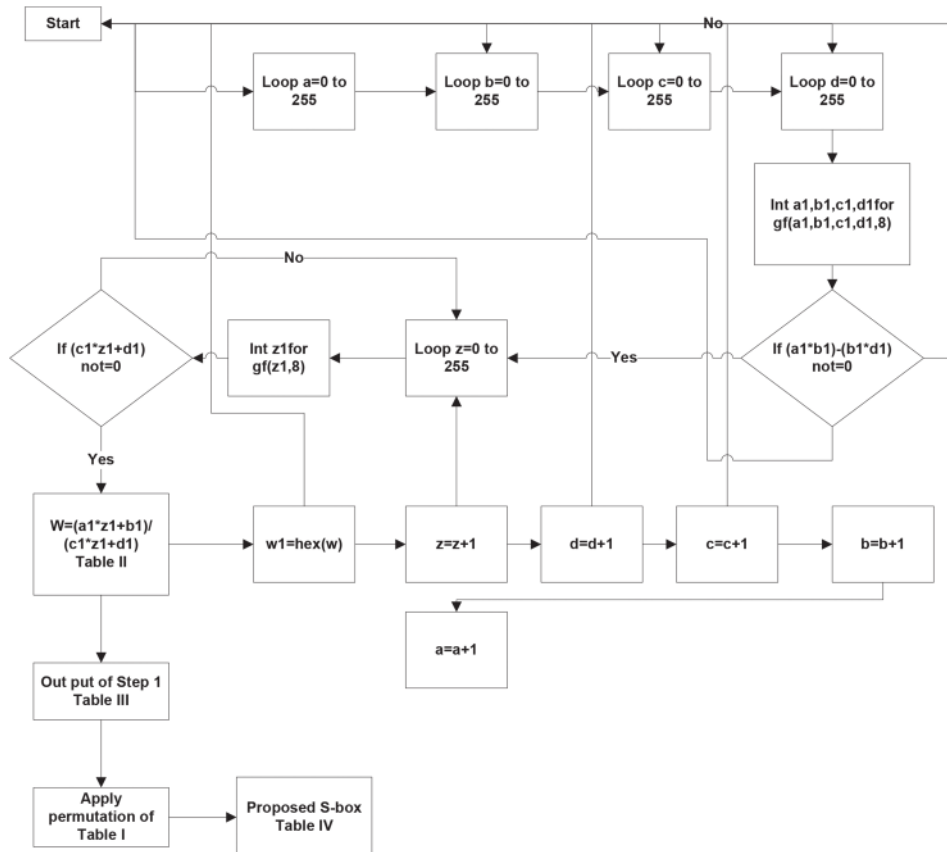 Start
No
Loop a=0 to
255
Loop b=0 to
255
Loop c=0 to
255
Loop d=0 to
255
Int a1,b1,c1,d1for
gf(a1,b1,c1,d1,8)
No
If (c1*z1+d1)
not=0
Int z1for
gf(z1,8)
Loop z=0 to
255
Yes
If (a1*b1)-(b1*d1)
not=0
Yes
W=(a1*z1+b1)/
(c1*z1+d1)
Table II
w1=hex(w)
z=z+1
d=d+1
c=c+1
b=b+1
a=a+1
Out put of Step 1
Table III
Apply
permutation of
Table I
Proposed S-box
Table IV